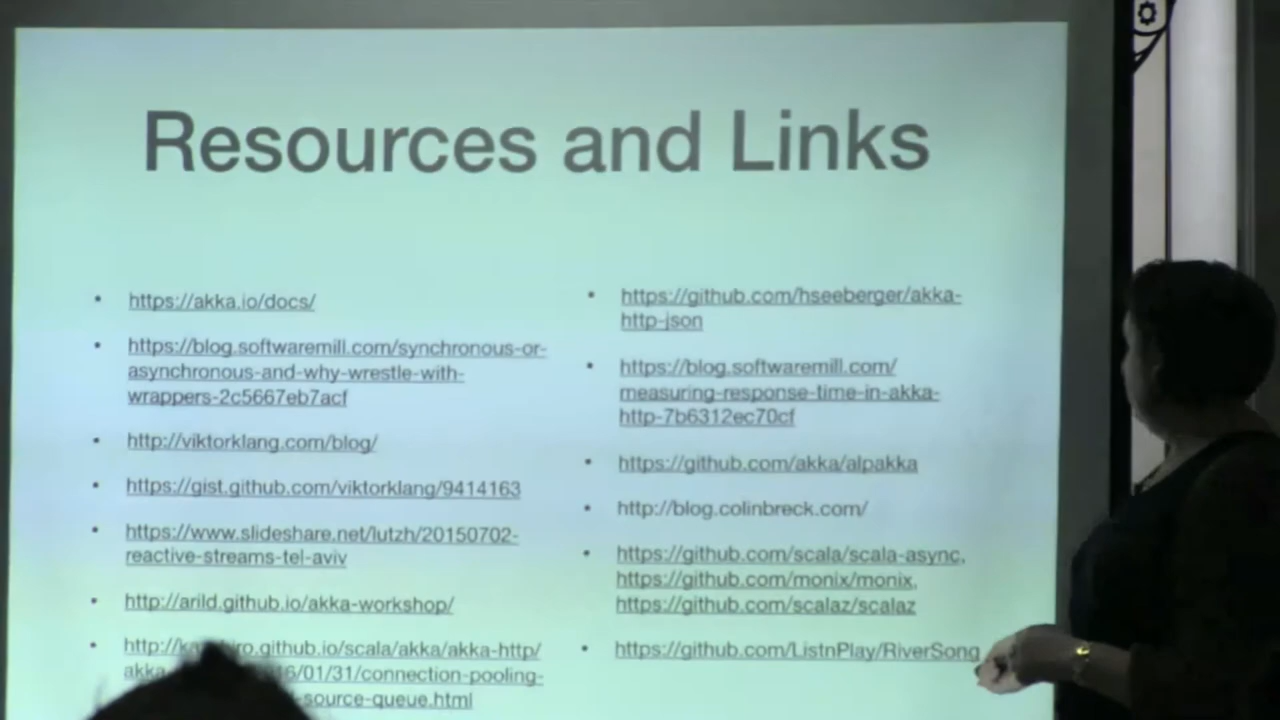 Resources and Links
• https://akka.io/docs/
• https://blog.softwaremill.com/synchronous-or-
asynchronous-and-why-wrestle-with-
wrappers-2c5667eb7acf
• http://viktorklang.com/blog/
• https://gist.github.com/viktorklang/9414163
• https://www.slideshare.net/lutzh/20150702-
reactive-streams-tel-aviv
• http://arild.github.io/akka-workshop/
• .github.io/scala/akka/akka-http/
/01/31/connection-pooling-
-source-queue.html
• https://github.com/hseeberger/akka-
http-json
• https://blog.softwaremill.com/
measuring-response-time-in-akka-
http-7b6312ec70cf
• https://github.com/akka/alpakka
• http://blog.colinbreck.com/
• https://github.com/scala/scala-async,
https://github.com/monix/monix,
https://github.com/scalaz/scalaz
• https://github.com/ListnPlay/RiverSong